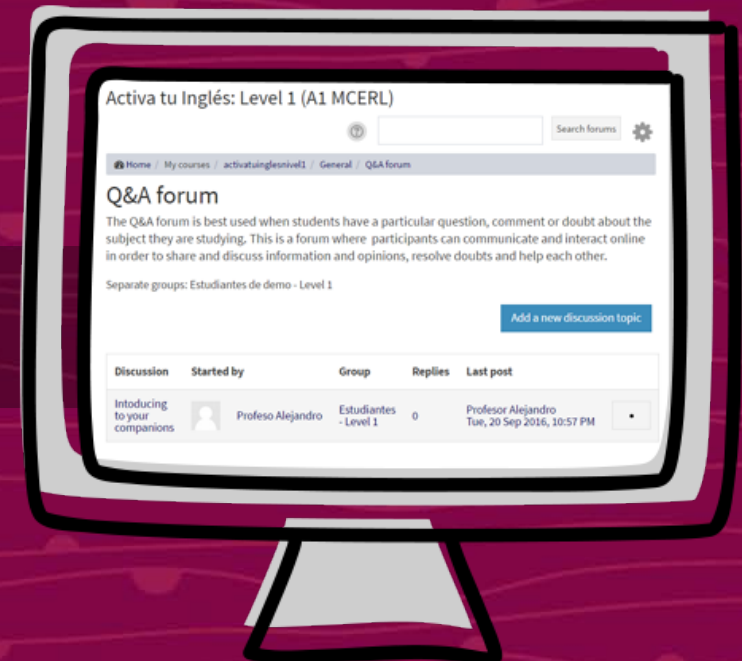 Activa tu Inglés: Level 1 (A1 MCERL)
Search forums
Home / My courses / activatuinglesnivel1 / General / Q&A forum
Q&A forum
The Q&A forum is best used when students have a particular question, comment or doubt about the
subject they are studying. This is a forum where participants can communicate and interact online
in order to share and discuss information and opinions, resolve doubts and help each other.
Separate groups: Estudiantes de demo - Level 1
Add a new discussion topic
Discussion Started by Group Replies Last post
Intoducing
to your
companions
Profeso Alejandro
Estudiantes
- Level 1
0
Profesor Alejandro
Tue, 20 Sep 2016, 10:57 PM